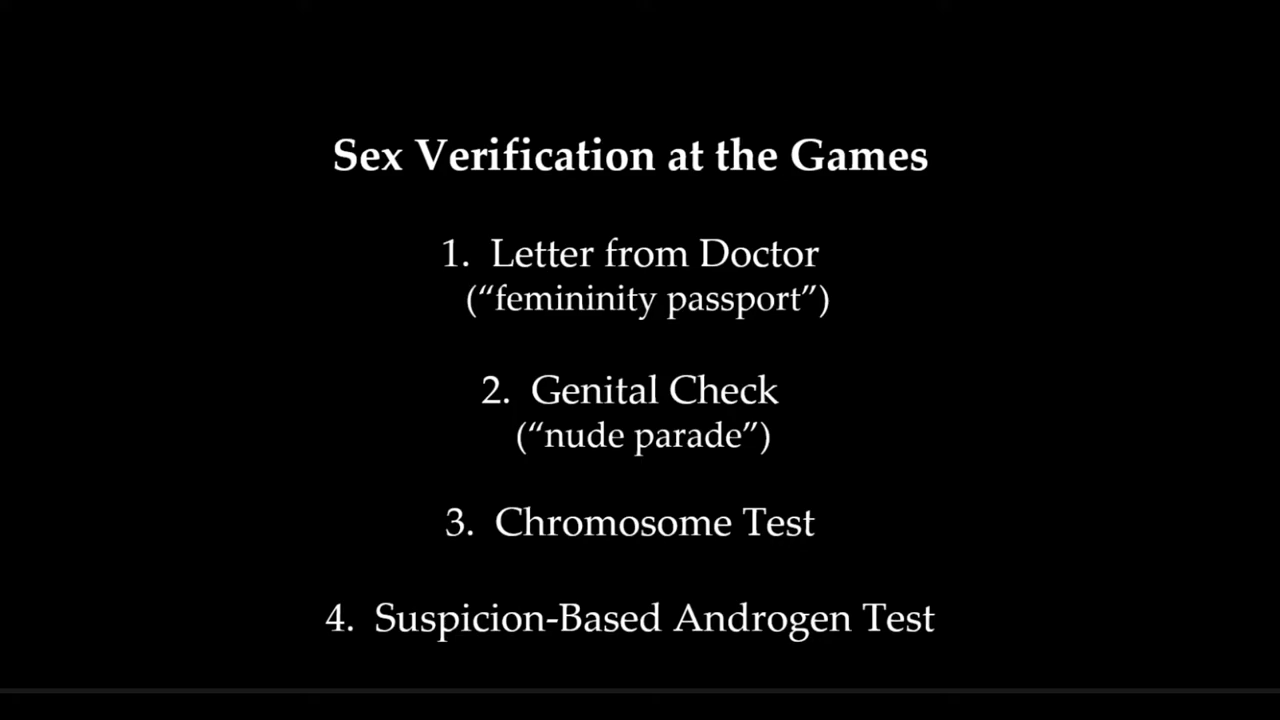 Sex Verification at the Games
1. Letter from Doctor
(“femininity passport”)
2. Genital Check
(“nude parade”)
3. Chromosome Test
4. Suspicion-Based Androgen Test